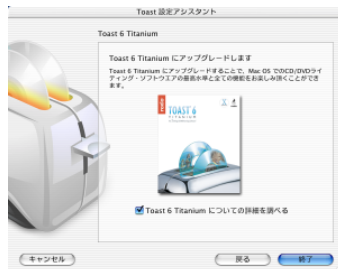 Toast 設定アシスタント
Toast 6 Titanium
Toast 6 Titanium にアップグレードします
Toast 6 Titanium にアップグレードすることで、Mac OS でのCD/DVDライ
ティング・ソフトウエアの最高水準と全ての機能をお楽しみ頂くことができ
ます。
roxio
TOAST 6
TITANIUM
Toast 6 Titanium についての詳細を調べる
キャンセル
戻る
終了